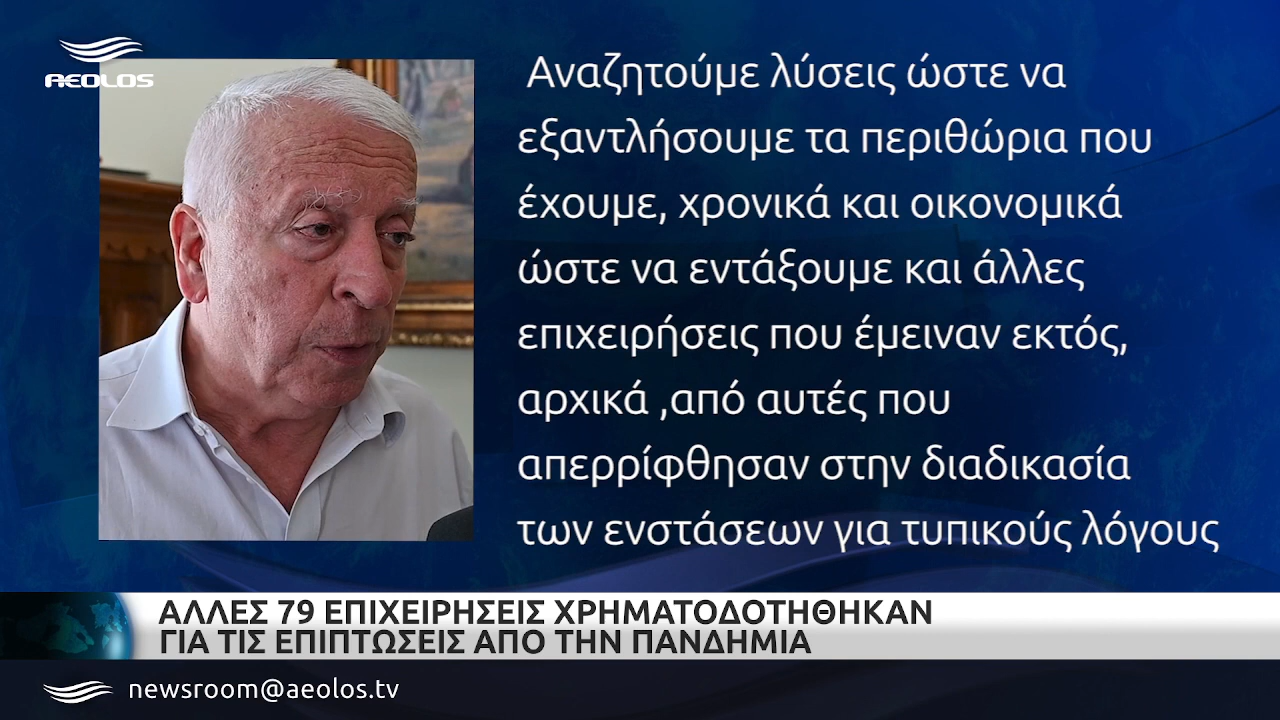 AEOLOS
Αναζητούμε λύσεις ώστε να
εξαντλήσουμε τα περιθώρια που
έχουμε, χρονικά και οικονομικά
ώστε να εντάξουμε και άλλες
επιχειρήσεις που έμειναν εκτός,
αρχικά ,από αυτές που
απερρίφθησαν στην διαδικασία
των ενστάσεων για τυπικούς λόγους
ΑΛΛΕΣ 79 ΕΠΙΧΕΙΡΗΣΕΙΣ ΧΡΗΜΑΤΟΔΟΤΗΘΗΚΑΝ
ΓΙΑ ΤΙΣ ΕΠΙΠΤΩΣΕΙΣ ΑΠΟ ΤΗΝ ΠΑΝΔΗΜΙΑ
newsroom@aeolos.tv